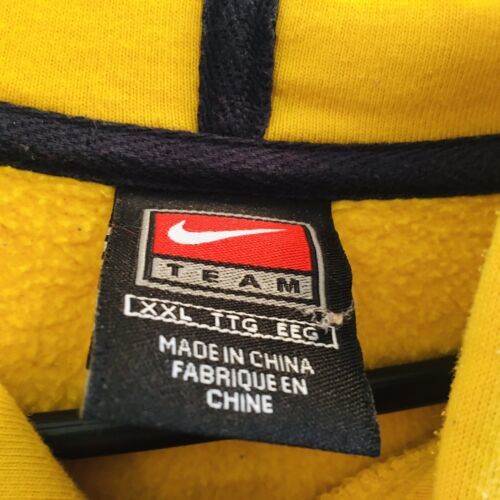 TEAM
XXL TTG EEG
MADE IN CHINA
FABRIQUE EN
CHINE